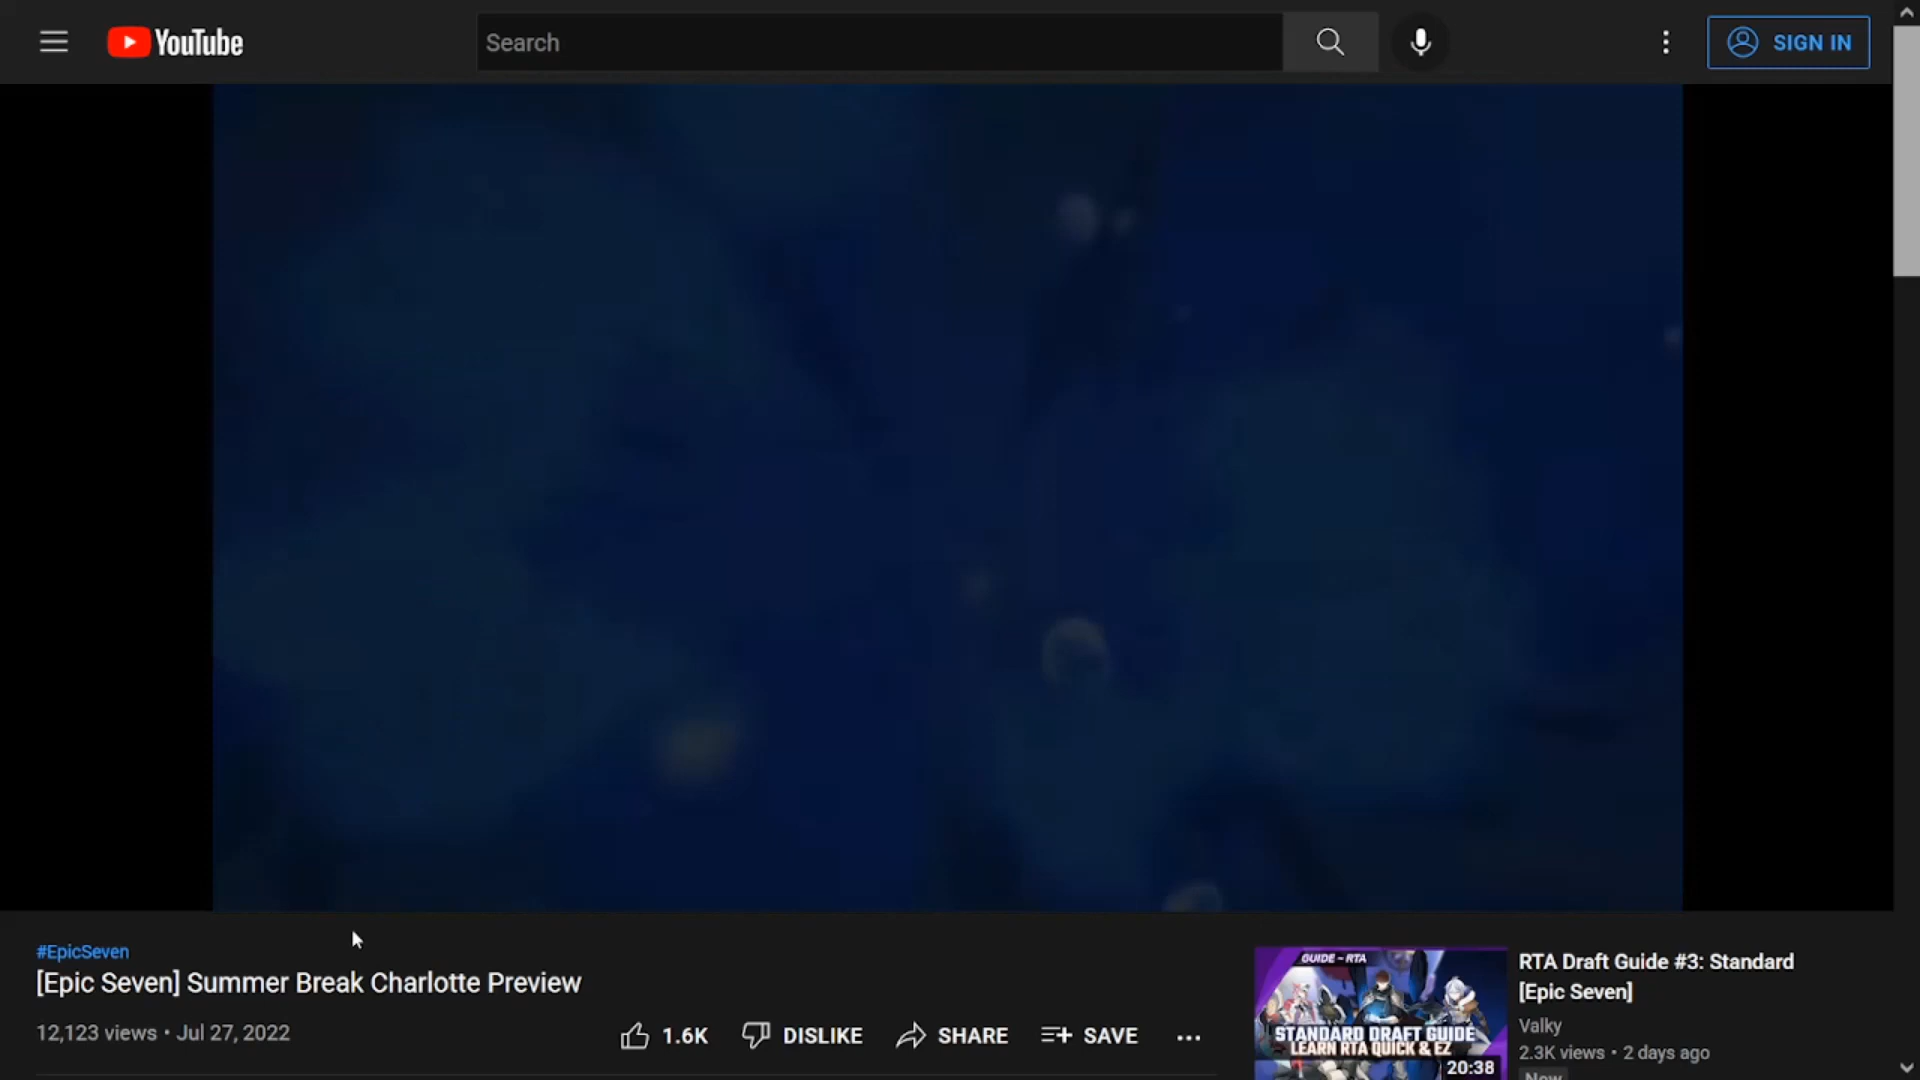 YouTube
Search
SIGN IN
#EpicSeven
[Epic Seven] Summer Break Charlotte Preview
12,123 views • Jul 27, 2022
1.6K
DISLIKE
SHARE
SAVE
GUIDE - RTA
STANDARD DRAFT GUIDE
LEARN RTA QUICK & EZ
20:38
RTA Draft Guide #3: Standard
[Epic Seven]
Valky
2.3K views • 2 days ago
New